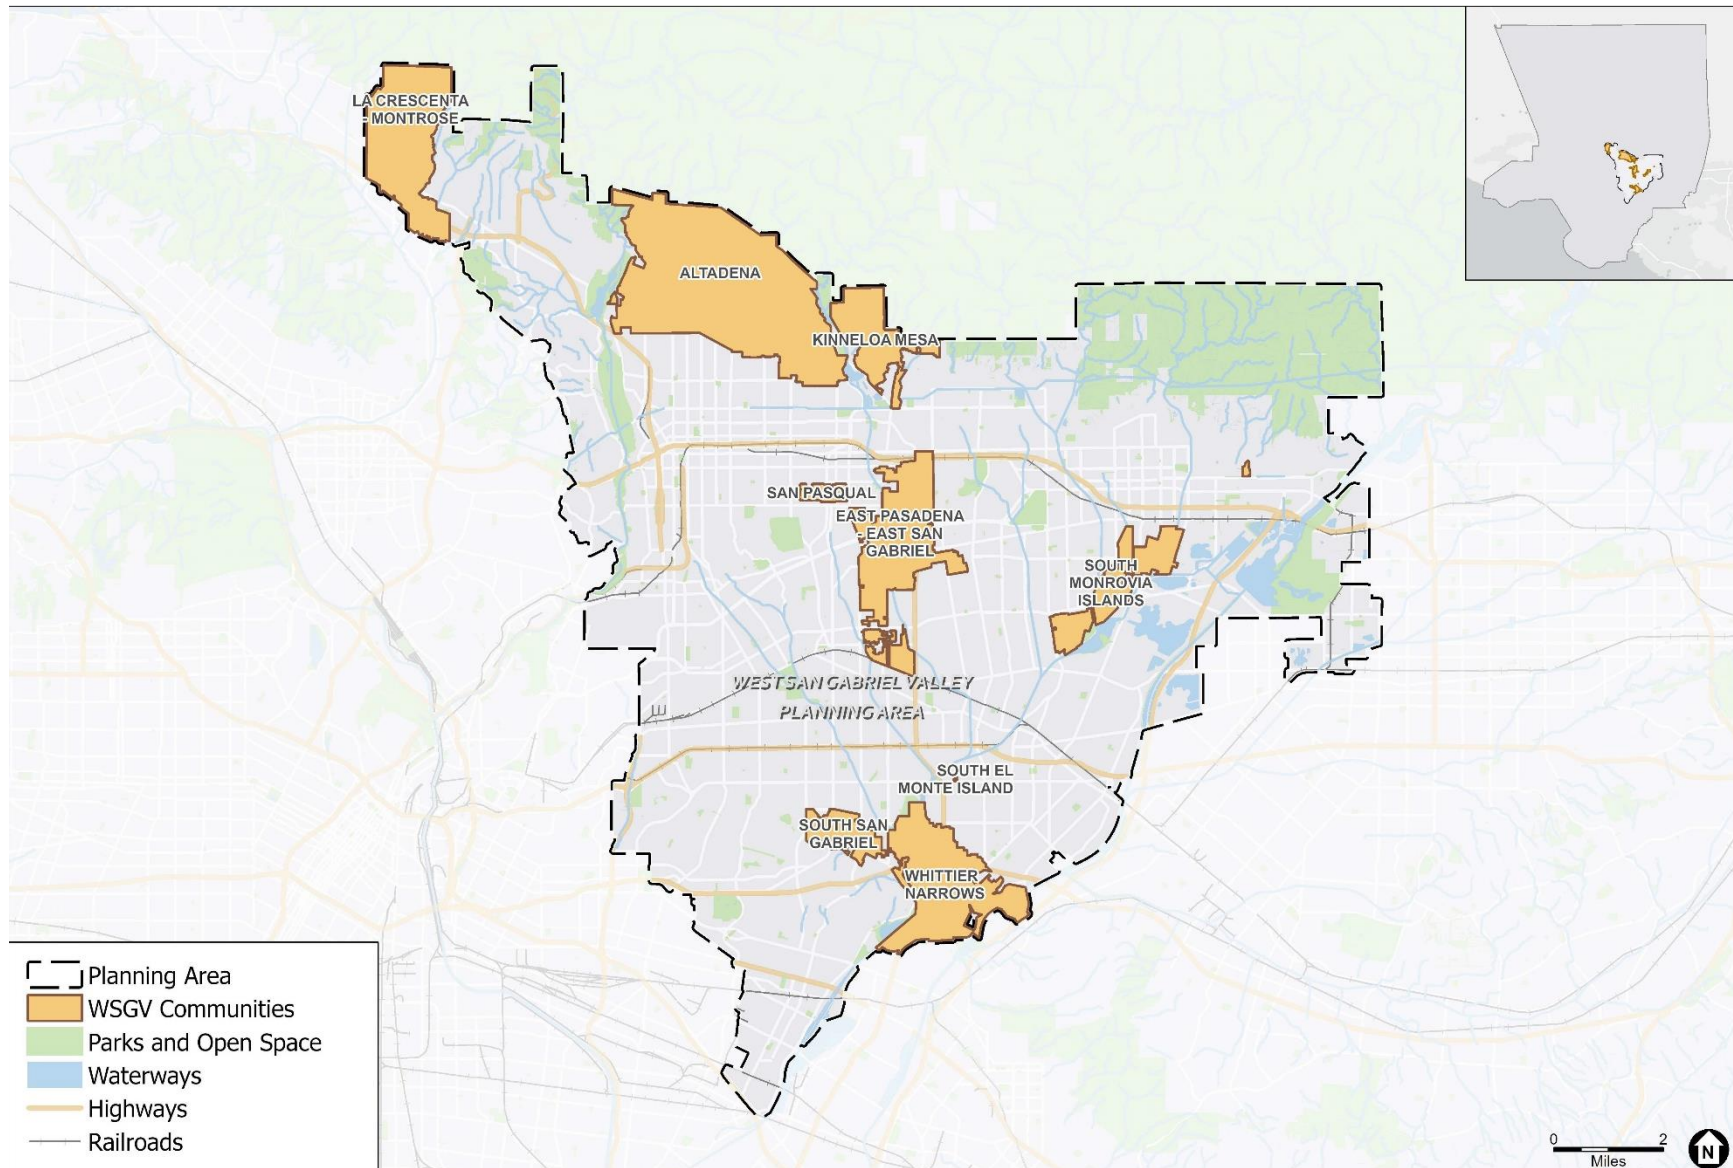 LA CRESCENTA
- MONTROSE
ALTADENA
KINNELOA MESA
SAN PASQUAL
EAST PASADENA
- EAST SAN
GABRIEL
SOUTH
MONROVIA
ISLANDS
WEST SAN GABRIEL VALLEY
PLANNING AREA
SOUTH EL
MONTE ISLAND
SOUTH SAN
GABRIEL
WHITTIER
NARROWS
Planning Area
WSGV Communities
Parks and Open Space
Waterways
Highways
Railroads
0 2
Miles
N